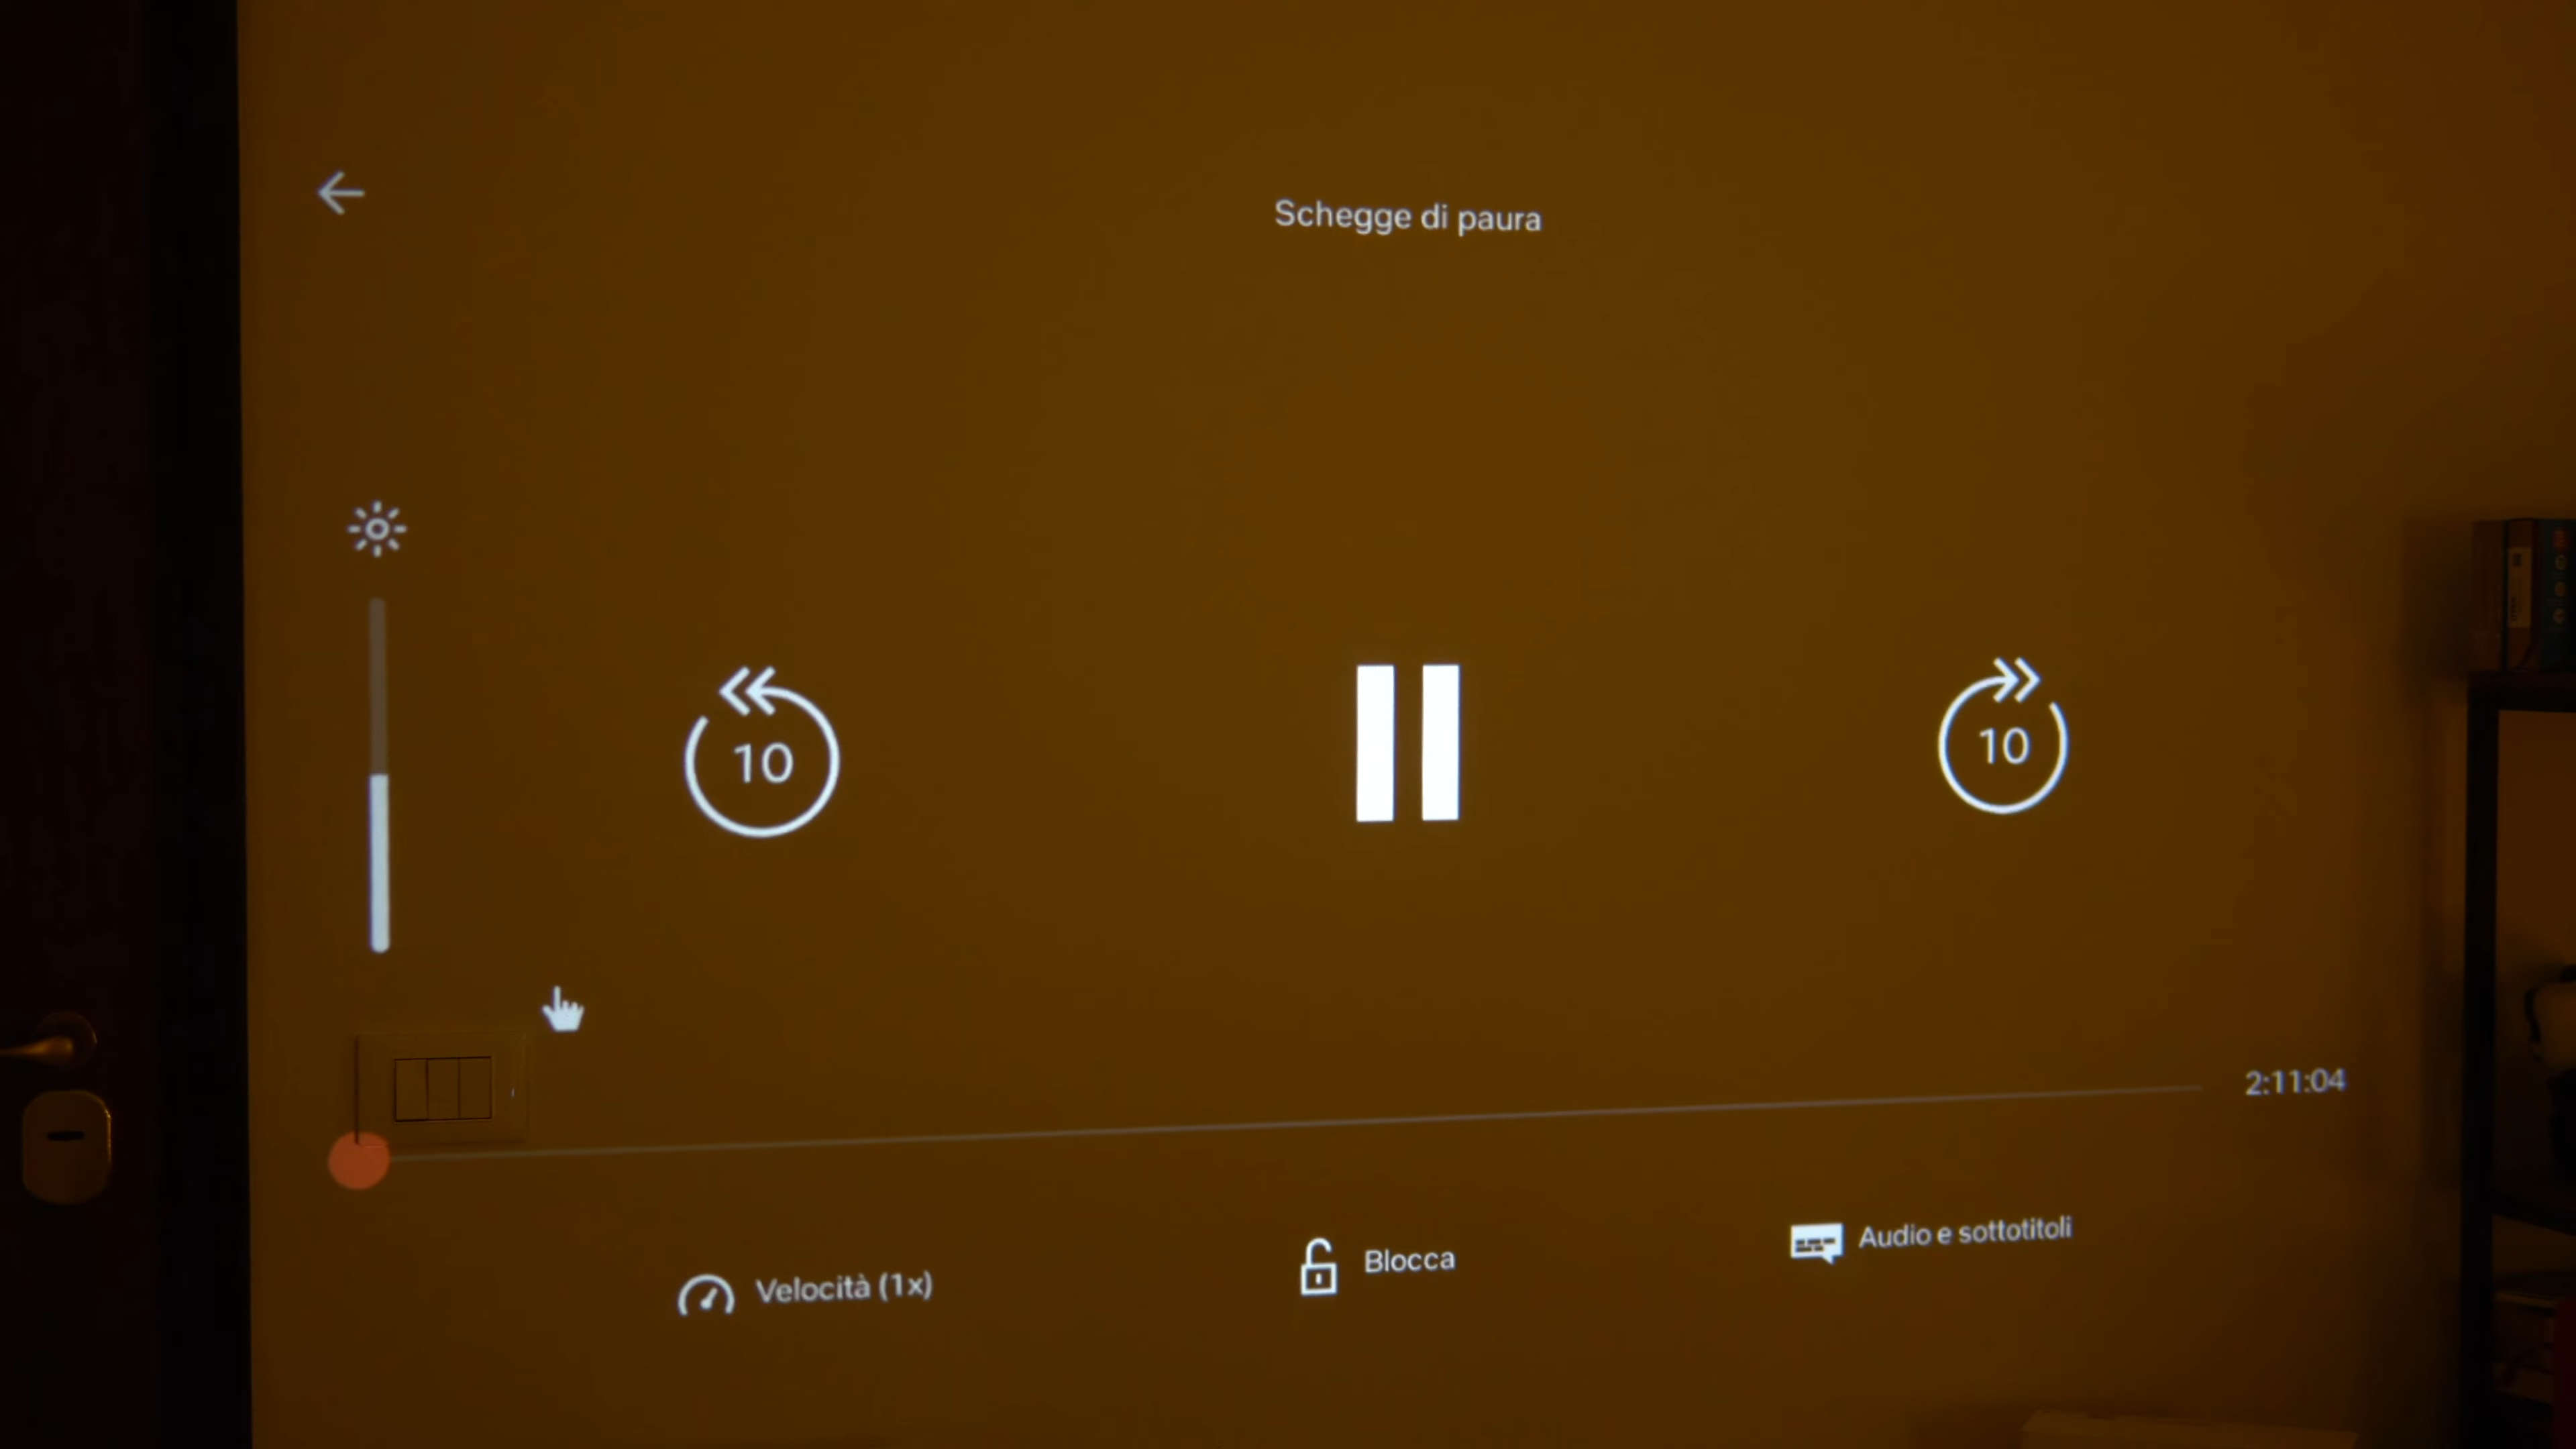 Schegge di paura
10
10
2:11:04
Velocità (1x)
Blocca
Audio e sottotitoli